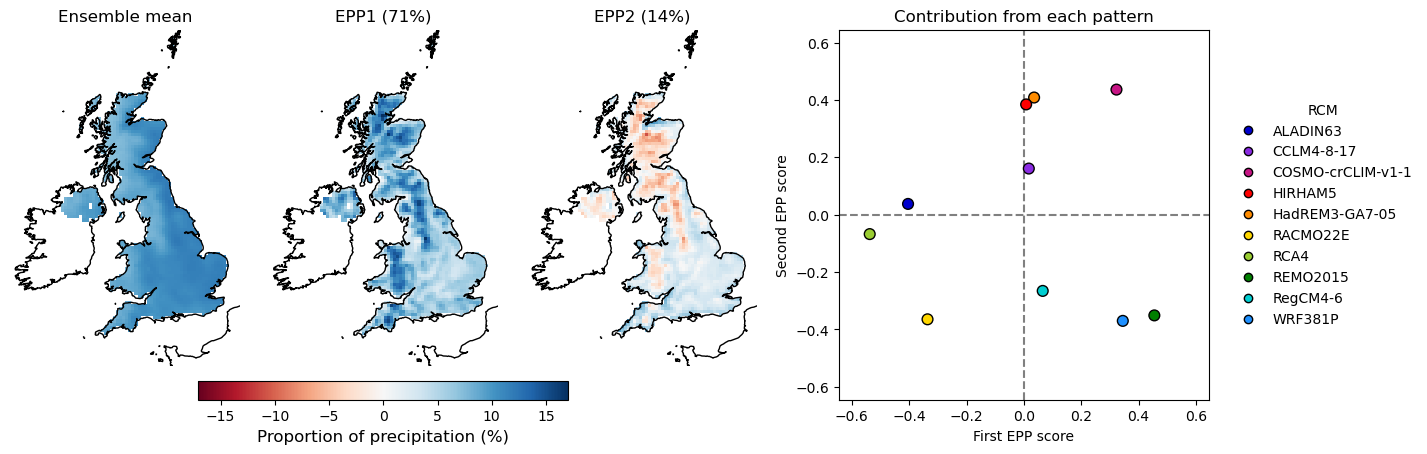 Ensemble mean
EPP1 (71%)
EPP2 (14%)
−15 −10 −5 0 5 10 15
Proportion of precipitation (%)
Contribution from each pattern
Second EPP score
0.6
0.4
0.2
0.0
−0.2
−0.4
−0.6
−0.6 −0.4 −0.2 0.0 0.2 0.4 0.6
First EPP score
RCM
ALADIN63
CCLM4-8-17
COSMO-crCLIM-v1-1
HIRHAM5
HadREM3-GA7-05
RACMO22E
RCA4
REMO2015
RegCM4-6
WRF381P